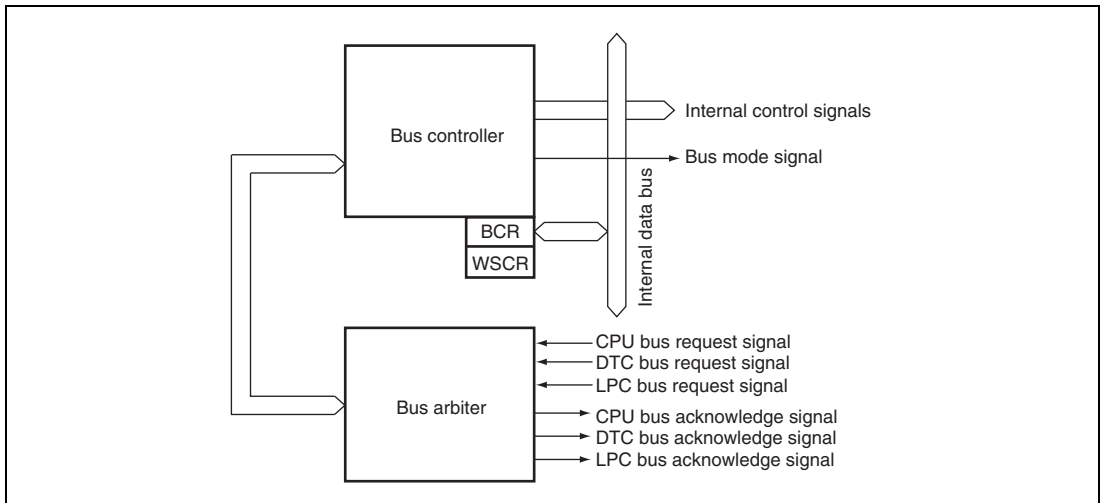 Bus controller
Internal control signals
Bus mode signal
Internal data bus
BCR
WSCR
Bus arbiter
CPU bus request signal
DTC bus request signal
LPC bus request signal
CPU bus acknowledge signal
DTC bus acknowledge signal
LPC bus acknowledge signal